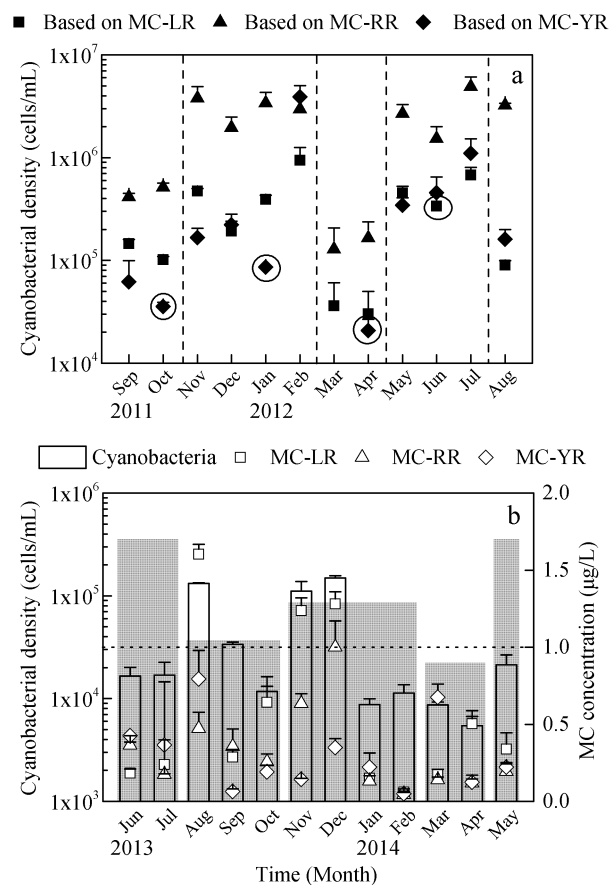 Based on MC-LR Based on MC-RR Based on MC-YR
a
Cyanobacterial density (cells/mL)
1x10^7
1x10^6
1x10^5
1x10^4
Sep Oct Nov Dec Jan Feb Mar Apr May Jun Jul Aug
2011 2012
Cyanobacteria MC-LR MC-RR MC-YR
b
Cyanobacterial density (cells/mL)
1x10^6
1x10^5
1x10^4
1x10^3
2.0
1.5
1.0
0.5
0.0
MC concentration (μg/L)
Jun Jul Aug Sep Oct Nov Dec Jan Feb Mar Apr May
2013 2014
Time (Month)